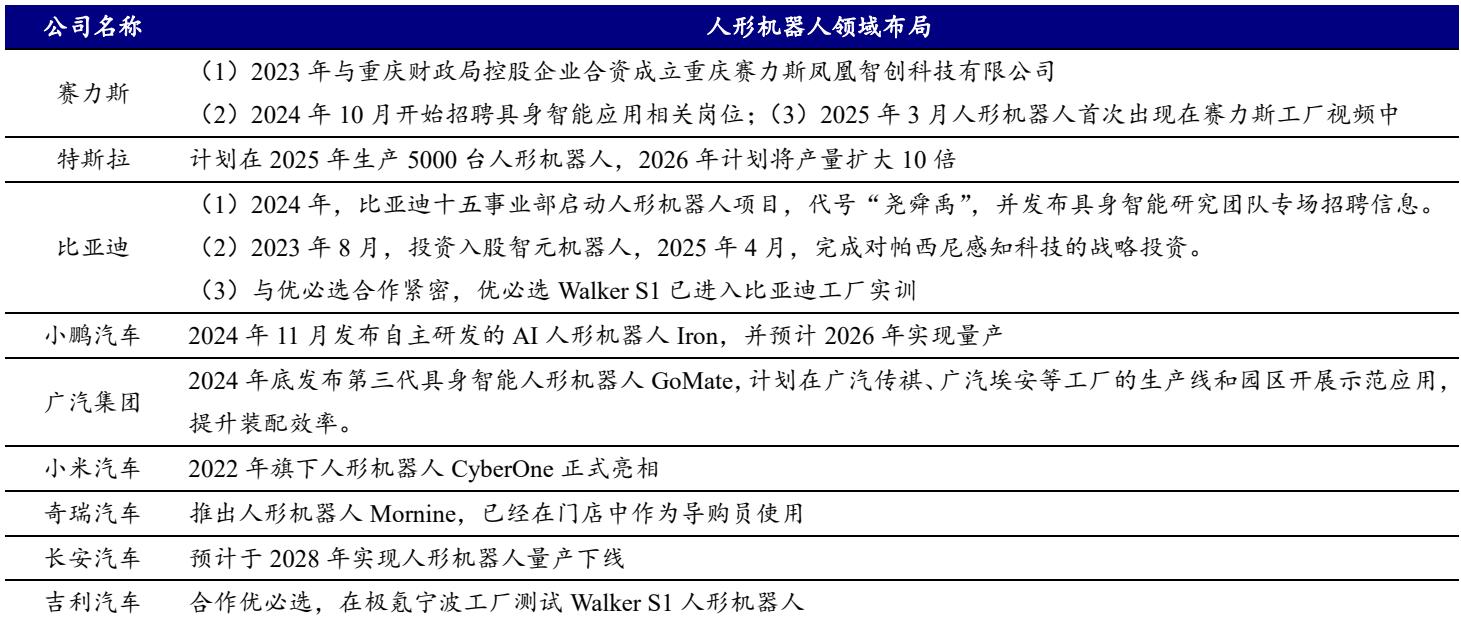 公司名称 人形机器人领域布局
（1）2023 年与重庆财政局控股企业合资成立重庆赛力斯凤凰智创科技有限公司
赛力斯
（2）2024 年 10 月开始招聘具身智能应用相关岗位；（3）2025 年 3 月人形机器人首次出现在赛力斯工厂视频中
特斯拉 计划在 2025 年生产 5000 台人形机器人，2026 年计划将产量扩大 10 倍
（1）2024 年，比亚迪十五事业部启动人形机器人项目，代号“尧舜禹”，并发布具身智能研究团队专场招聘信息。
比亚迪 （2）2023 年 8 月，投资入股智元机器人，2025 年 4 月，完成对帕西尼感知科技的战略投资。
（3）与优必选合作紧密，优必选 Walker S1 已进入比亚迪工厂实训
小鹏汽车 2024 年 11 月发布自主研发的 AI 人形机器人 Iron，并预计 2026 年实现量产
2024 年底发布第三代具身智能人形机器人 GoMate，计划在广汽传祺、广汽埃安等工厂的生产线和园区开展示范应用，
广汽集团
提升装配效率。
小米汽车 2022 年旗下人形机器人 CyberOne 正式亮相
奇瑞汽车 推出人形机器人 Mornine，已经在门店中作为导购员使用
长安汽车 预计于 2028 年实现人形机器人量产下线
吉利汽车 合作优必选，在极氪宁波工厂测试 Walker S1 人形机器人